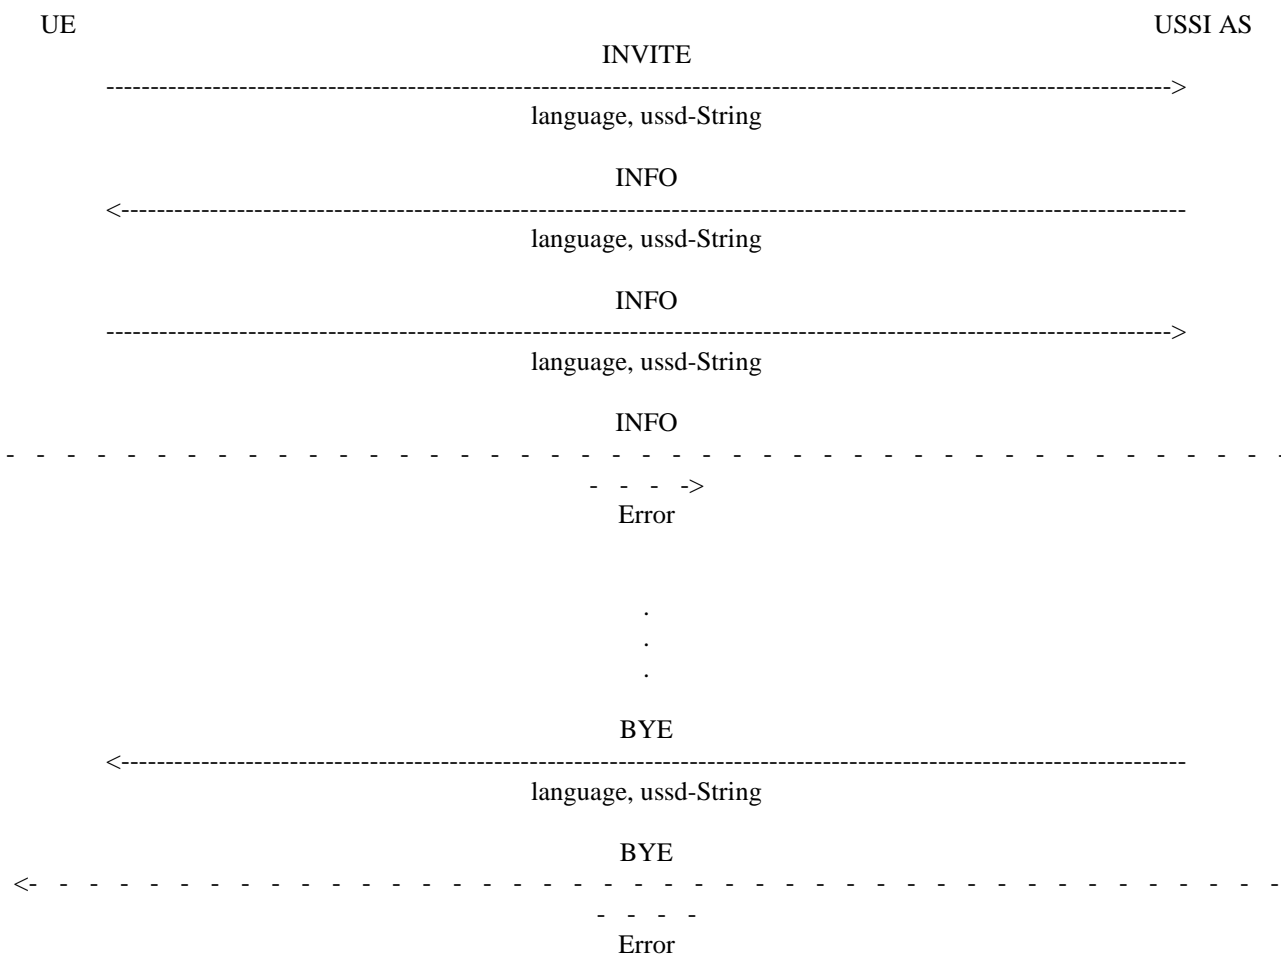 UE USSI AS
INVITE
------------------------------------------------------------------------------------------------------------------------>
language, ussd-String
INFO
<------------------------------------------------------------------------------------------------------------------------
language, ussd-String
INFO
------------------------------------------------------------------------------------------------------------------------>
language, ussd-String
INFO
- - - - - - - - - - - - - - - - - - - - - - - - - - - - - - - - - - - - - - - - - - -
- - - ->
Error
.
.
.
BYE
<------------------------------------------------------------------------------------------------------------------------
language, ussd-String
BYE
<- - - - - - - - - - - - - - - - - - - - - - - - - - - - - - - - - - - - - - - - - -
- - - -
Error